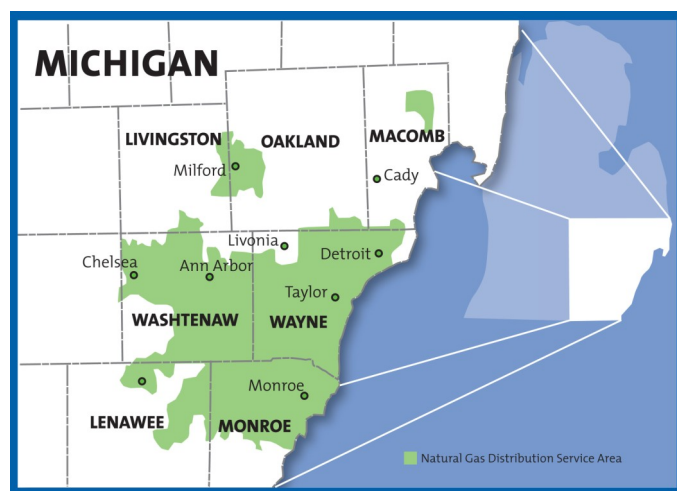 MICHIGAN
LIVINGSTON
OAKLAND
MACOMB
Milford
Cady
Livonia
Chelsea
Ann Arbor
Detroit
Taylor
WASHTENAW
WAYNE
Monroe
LENAWEE
MONROE
Natural Gas Distribution Service Area